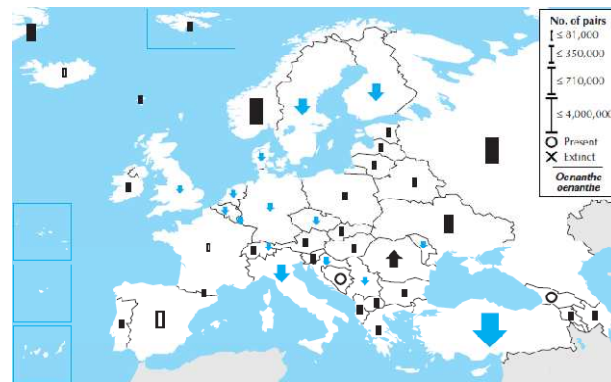 No. of pairs
≤ 81,000
≤ 350,000
≤ 710,000
≤ 4,000,000
Present
Extinct
Oenanthe
oenanthe